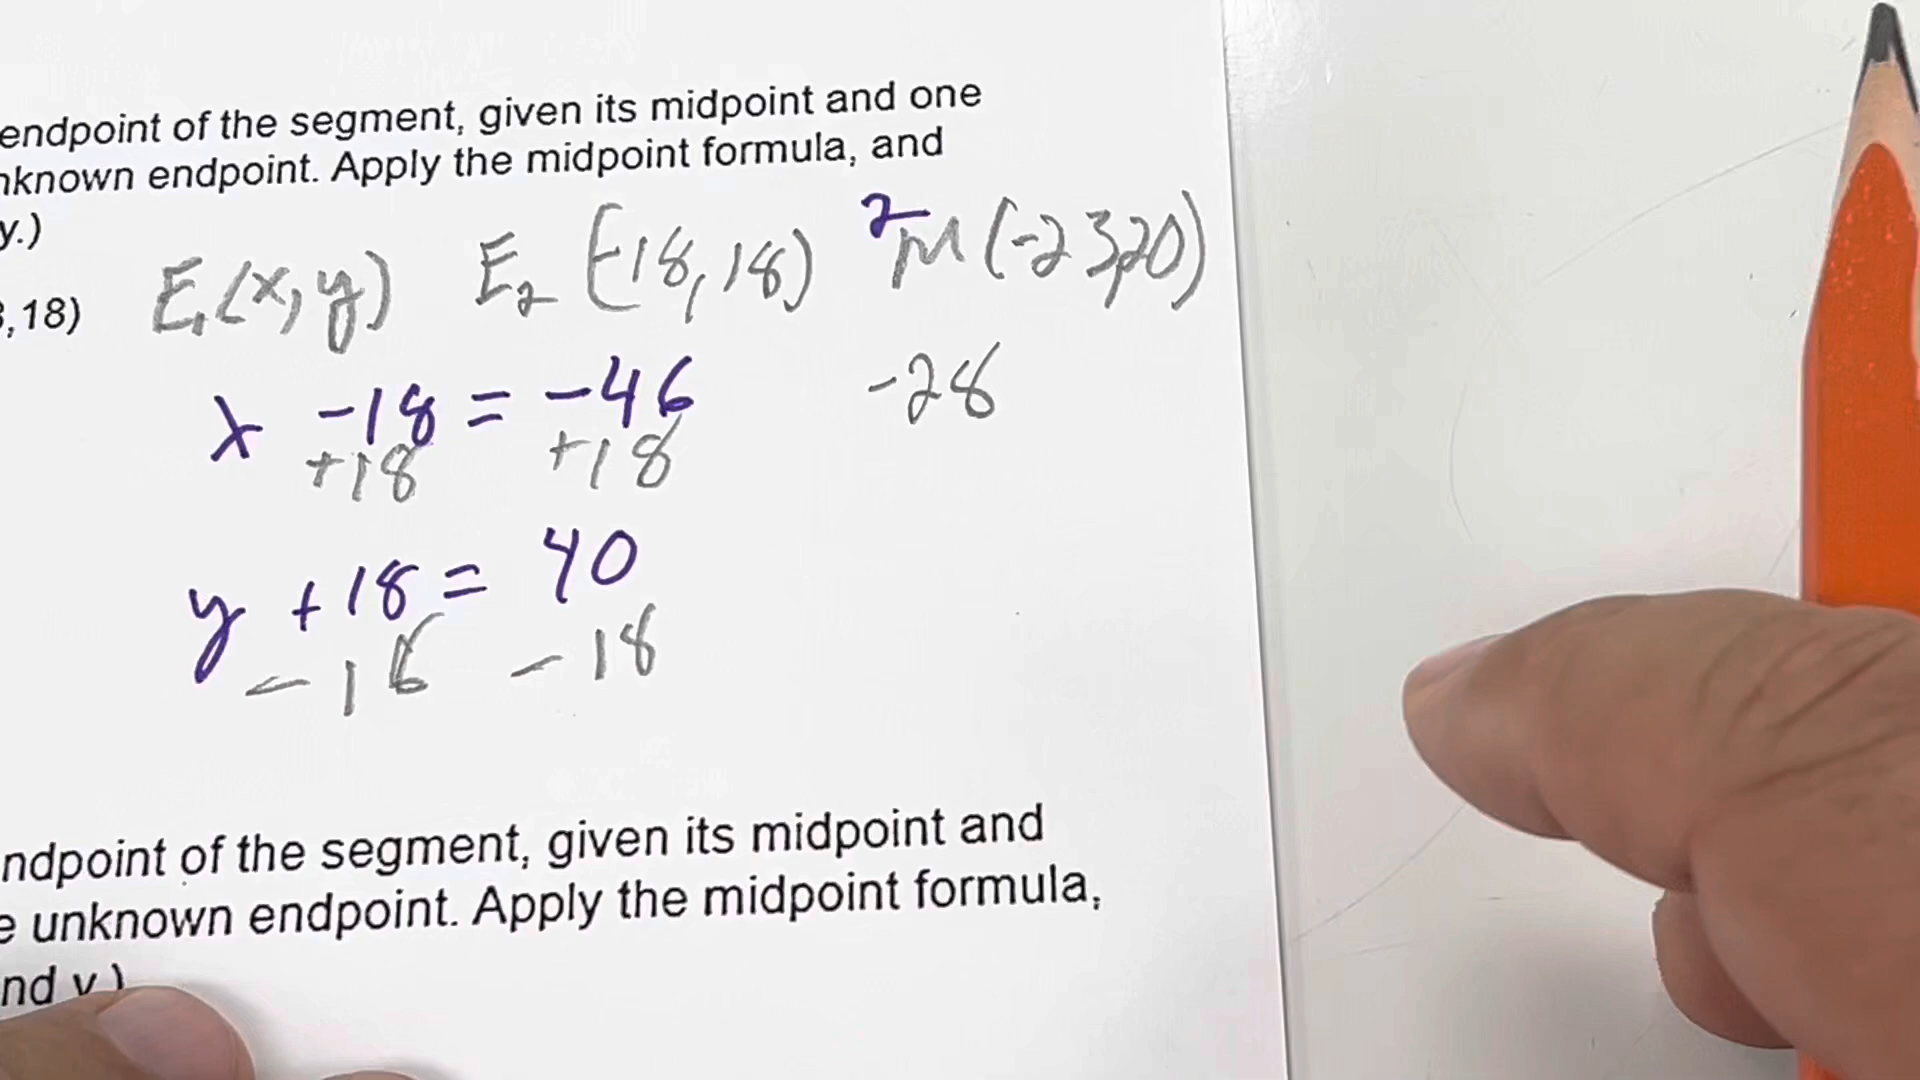 endpoint of the segment, given its midpoint and one
nknown endpoint. Apply the midpoint formula, and
y.)
,18) E₁(x,y) E₂(-18,18) ²M(-23,20)
x -18 = -46 -28
+18 +18
y +18 = 40
-16 -18
ndpoint of the segment, given its midpoint and
e unknown endpoint. Apply the midpoint formula,
nd y.)